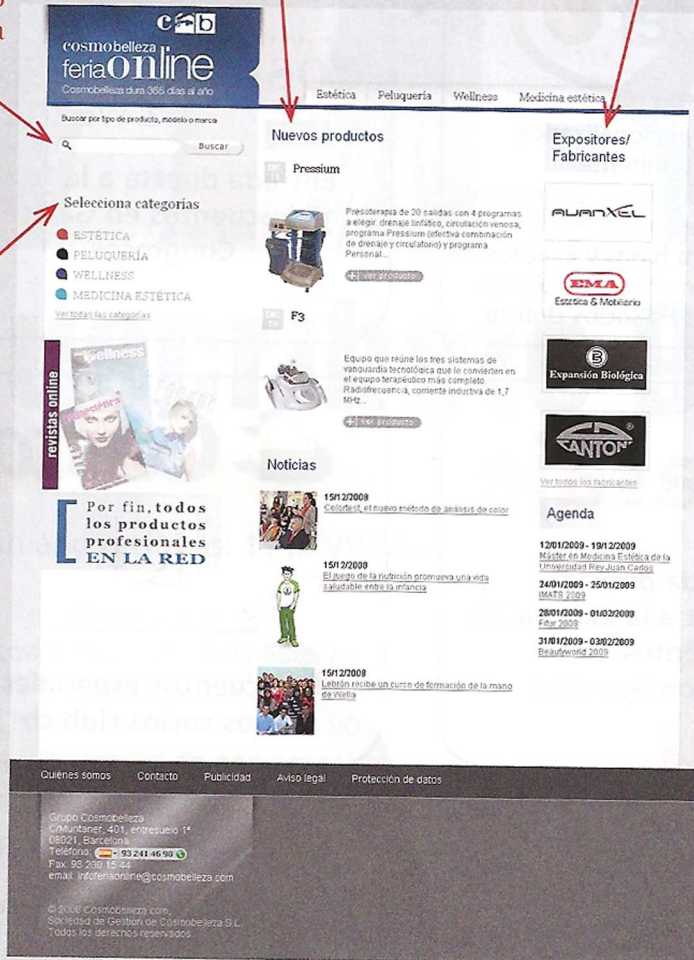 c b
cosmobelleza
feria online
Cosmobelleza dura 365 días al año
Estética Peluquería Wellness Medicina estética
Buscar por tipo de producto, modelo o marca
Buscar
Selecciona categorías
ESTÉTICA
PELUQUERÍA
WELLNESS
MEDICINA ESTÉTICA
Ver todas las categorías
revistas online
Wellness
Por fin, todos
los productos
profesionales
EN LA RED
Nuevos productos
Pressium
Presoterapia de 20 salidas con 4 programas
a elegir: drenaje linfático, circulación venosa,
programa Pressium (efectiva combinación
de drenaje y circulatorio) y programa
Personal...
+ ver producto
F3
Equipo que reúne los tres sistemas de
vanguardia tecnológica que le convierten en
el equipo terapéutico más completo.
Radiofrecuencia, corriente inductiva de 1,7
MHz...
+ ver producto
Noticias
15/12/2008
Colortest, el nuevo método de análisis de color
15/12/2008
El juego de la nutrición promueva una vida
saludable entre la infancia
15/12/2008
Lebrón recibe un curso de formación de la mano
de Wella
Expositores/
Fabricantes
AVANXEL
EMA
Estética & Mobiliario
Expansión Biológica
CANTON
Ver todos los fabricantes
Agenda
12/01/2009 - 19/12/2009
Máster en Medicina Estética de la
Universidad Rey Juan Carlos
24/01/2009 - 25/01/2009
IMATS 2009
28/01/2009 - 01/02/2009
Fitur 2009
31/01/2009 - 03/02/2009
Beautyworld 2009
Quiénes somos Contacto Publicidad Aviso legal Protección de datos
Grupo Cosmobelleza
C/Muntaner, 401, entresuelo 1ª
08021, Barcelona
Teléfono: 93 241 46 90
Fax: 93 200 15 44
email: infoferiaonline@cosmobelleza.com
© 2008 Cosmobelleza.com,
Sociedad de Gestión de Cosmobelleza S.L.
Todos los derechos reservados